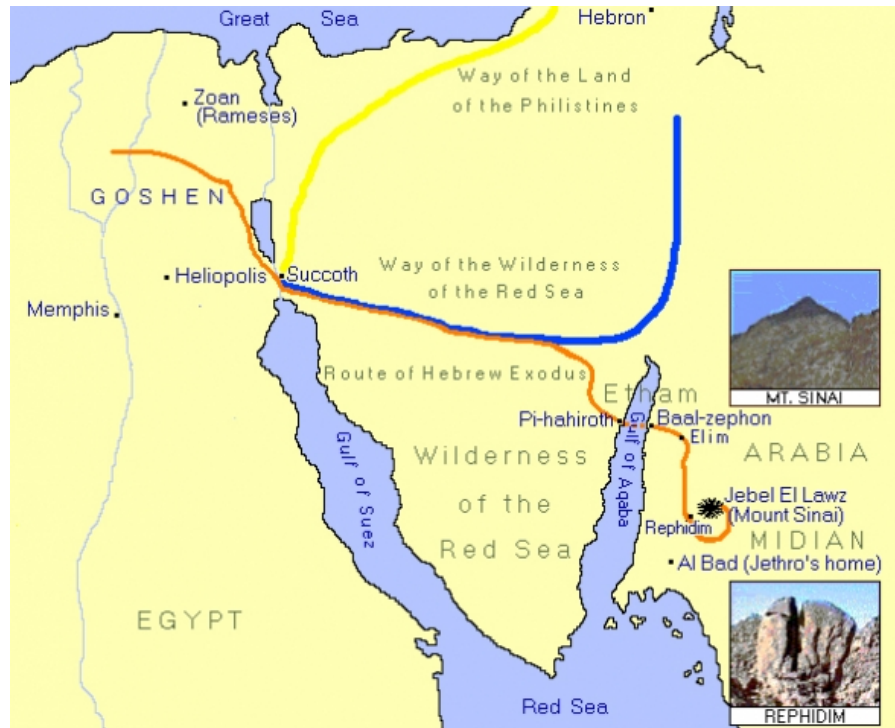 Great Sea
Hebron
Way of the Land
of the Philistines
Zoan
(Rameses)
GOSHEN
Heliopolis
Succoth
Way of the Wilderness
of the Red Sea
Memphis
MT. SINAI
Route of Hebrew Exodus
Etham
Pi-hahiroth
Baal-zephon
Elim
Gulf of Suez
Wilderness
of the
Red Sea
Gulf of Aqaba
ARABIA
Jebel El Lawz
(Mount Sinai)
Rephidim
MIDIAN
Al Bad (Jethro's home)
EGYPT
Red Sea
REPHIDIM